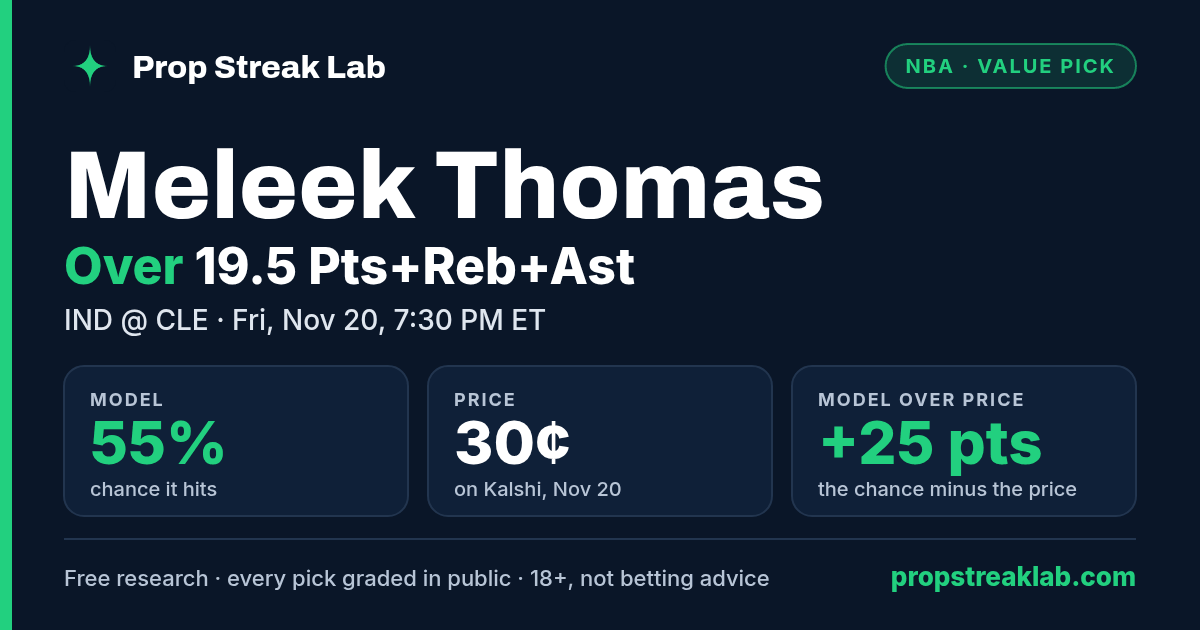 Prop Streak Lab
NBA · VALUE PICK
Meleek Thomas
Over 19.5 Pts+Reb+Ast
IND @ CLE · Fri, Nov 20, 7:30 PM ET
MODEL
55%
chance it hits
PRICE
30¢
on Kalshi, Nov 20
MODEL OVER PRICE
+25 pts
the chance minus the price
Free research · every pick graded in public · 18+, not betting advice
propstreaklab.com